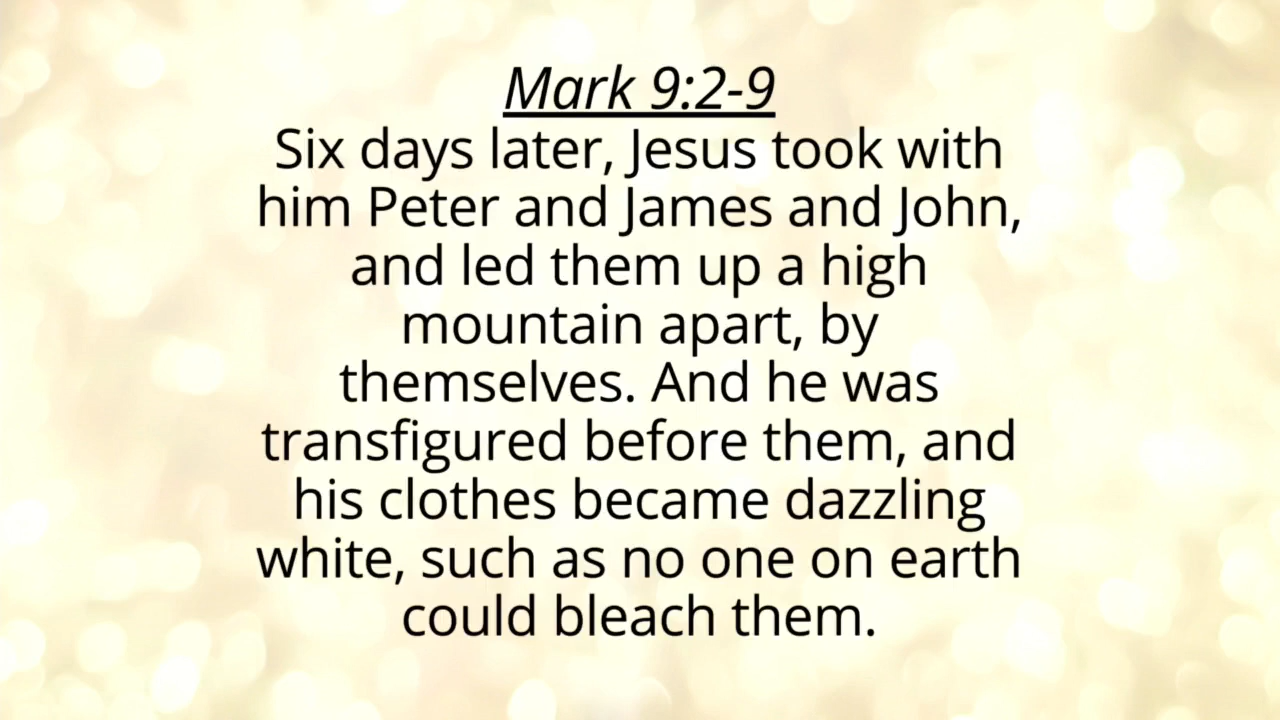 Mark 9:2-9
Six days later, Jesus took with
him Peter and James and John,
and led them up a high
mountain apart, by
themselves. And he was
transfigured before them, and
his clothes became dazzling
white, such as no one on earth
could bleach them.